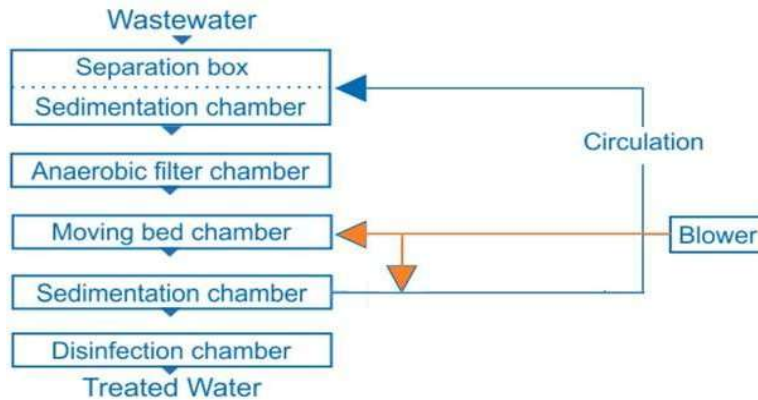 Wastewater
Separation box
Sedimentation chamber
Circulation
Anaerobic filter chamber
Moving bed chamber
Blower
Sedimentation chamber
Disinfection chamber
Treated Water